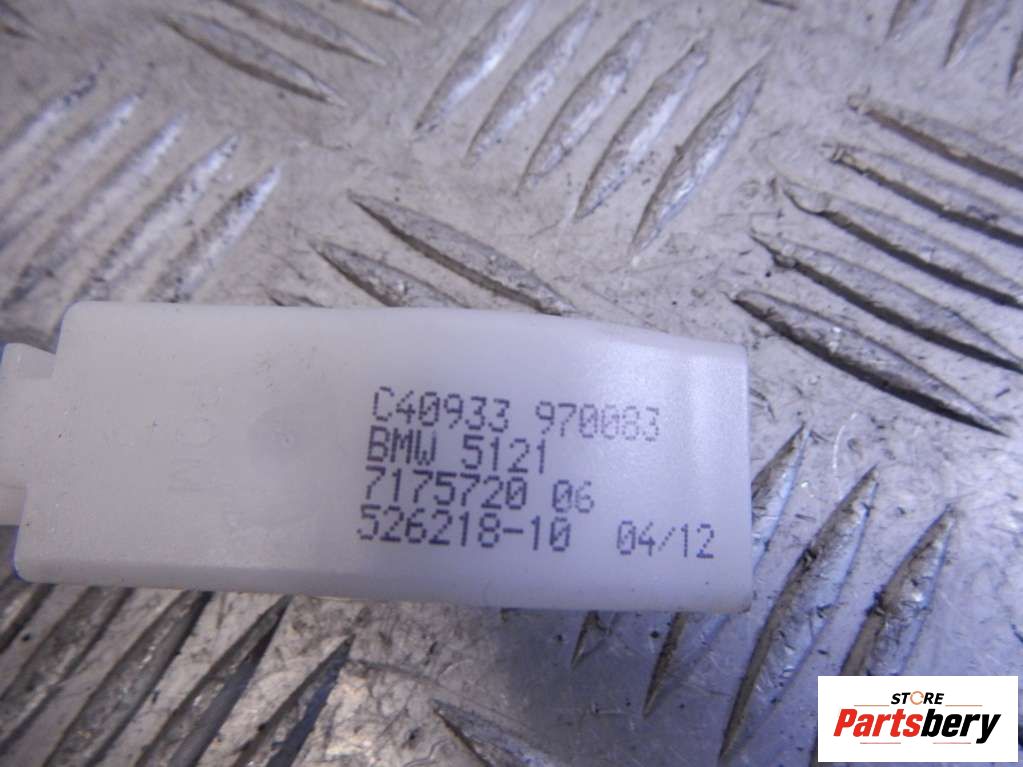 C40933 970083
BMW 5121
7175720 06
526218-10 04/12
STORE
Partsbery